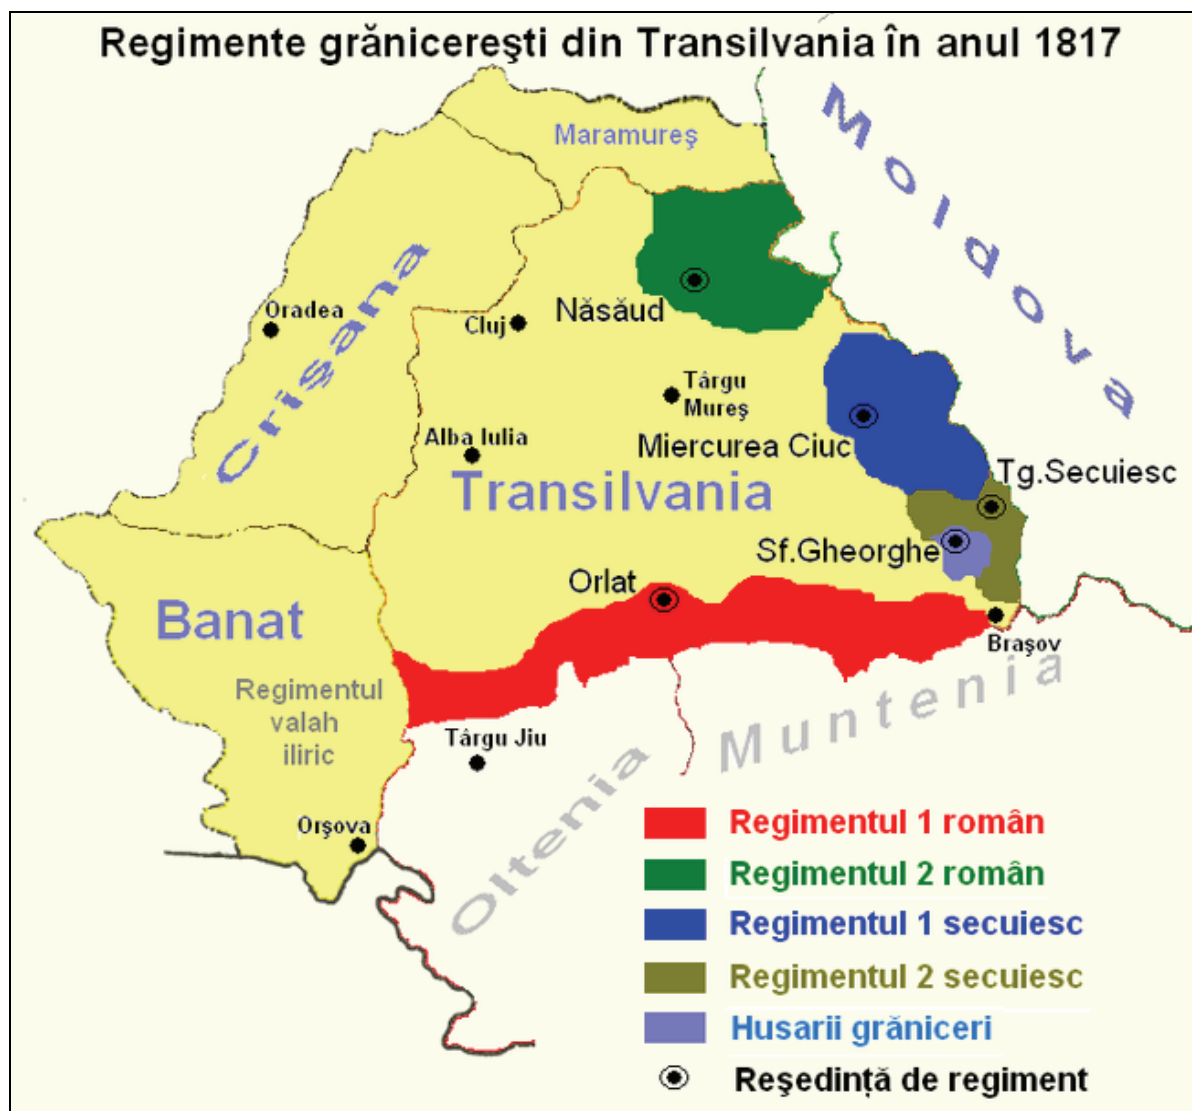 Regimente grănicereşti din Transilvania în anul 1817
Maramureş
Moldova
Crişana
Oradea
Cluj
Năsăud
Târgu
Mureş
Miercurea Ciuc
Alba Iulia
Transilvania
Tg.Secuiesc
Sf.Gheorghe
Orlat
Banat
Braşov
Regimentul
valah
iliric
Târgu Jiu
Muntenia
Oltenia
Orşova
Regimentul 1 român
Regimentul 2 român
Regimentul 1 secuiesc
Regimentul 2 secuiesc
Husarii grăniceri
Reşedinţă de regiment